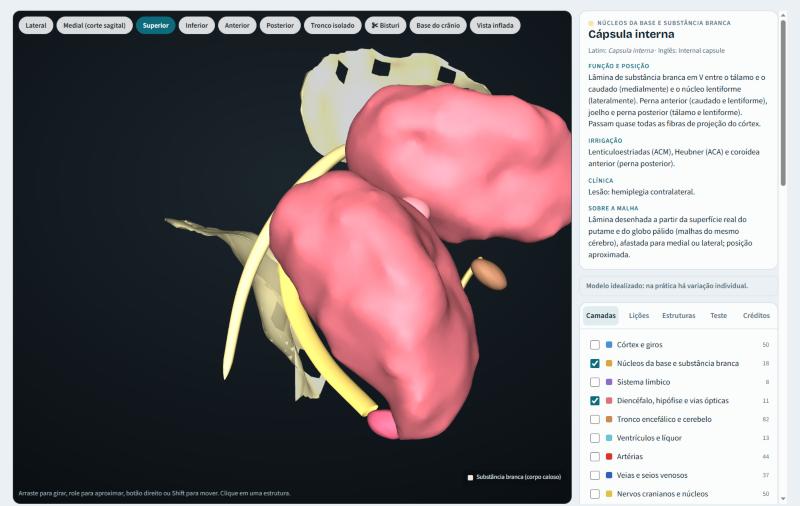 Lateral
Medial (corte sagital)
Superior
Inferior
Anterior
Posterior
Tronco isolado
Bisturi
Base do crânio
Vista inflada
Substância branca (corpo caloso)
Arraste para girar, role para aproximar, botão direito ou Shift para mover. Clique em uma estrutura.
NÚCLEOS DA BASE E SUBSTÂNCIA BRANCA
Cápsula interna
Latim: Capsula interna · Inglês: Internal capsule
FUNÇÃO E POSIÇÃO
Lâmina de substância branca em V entre o tálamo e o
caudado (medialmente) e o núcleo lentiforme
(lateralmente). Perna anterior (caudado e lentiforme),
joelho e perna posterior (tálamo e lentiforme).
Passam quase todas as fibras de projeção do córtex.
IRRIGAÇÃO
Lenticuloestriadas (ACM), Heubner (ACA) e coroidea
anterior (perna posterior).
CLÍNICA
Lesão: hemiplegia contralateral.
SOBRE A MALHA
Lâmina desenhada a partir da superfície real do
putame e do globo pálido (malhas do mesmo
cérebro), afastada para medial ou lateral; posição
aproximada.
Modelo idealizado: na prática há variação individual.
Camadas
Lições
Estruturas
Teste
Créditos
Córtex e giros 50
Núcleos da base e substância branca 18
Sistema límbico 8
Diencéfalo, hipófise e vias ópticas 11
Tronco encefálico e cerebelo 82
Ventrículos e líquor 13
Artérias 44
Veias e seios venosos 37
Nervos cranianos e núcleos 50